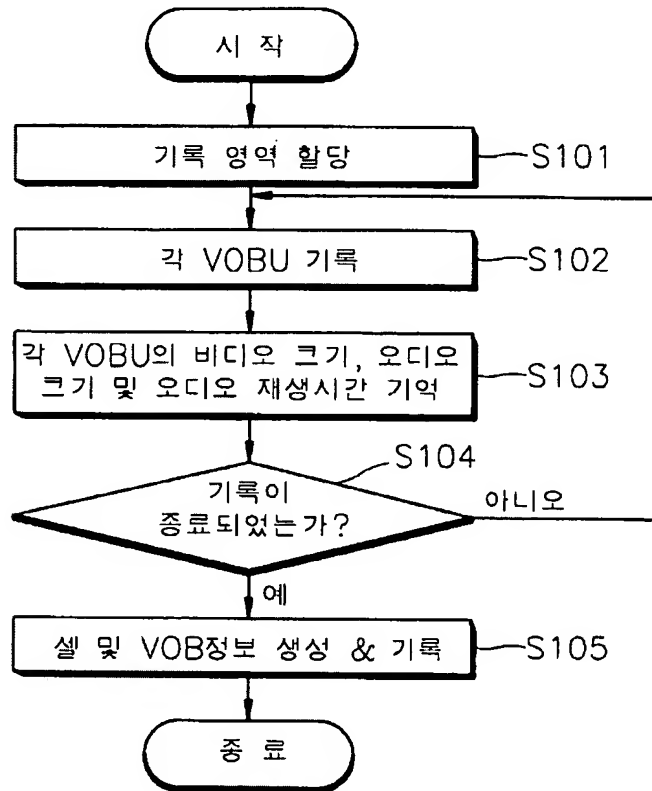 시 작
기록 영역 할당
S101
각 VOBU 기록
S102
각 VOBU의 비디오 크기, 오디오
크기 및 오디오 재생시간 기억
S103
S104
기록이
종료되었는가?
아니오
예
셀 및 VOB정보 생성 & 기록
S105
종 료